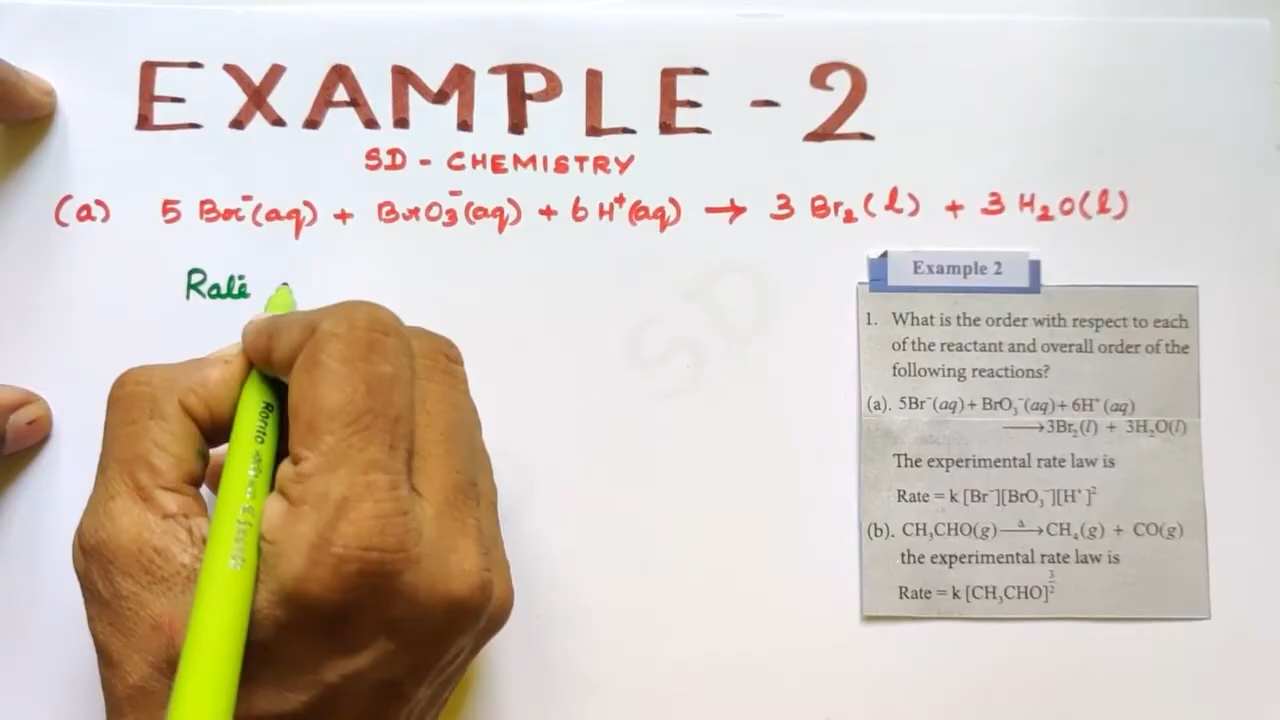 EXAMPLE - 2
SD - CHEMISTRY
(a) 5 Br⁻(aq) + BrO₃⁻(aq) + 6 H⁺(aq) → 3 Br₂(l) + 3 H₂O(l)
Rate
Example 2
1. What is the order with respect to each
of the reactant and overall order of the
following reactions?
(a). 5Br⁻(aq) + BrO₃⁻(aq) + 6H⁺(aq)
⟶3Br₂(l) + 3H₂O(l)
The experimental rate law is
Rate = k [Br⁻][BrO₃⁻][H⁺]²
(b). CH₃CHO(g) —Δ→ CH₄(g) + CO(g)
the experimental rate law is
Rate = k [CH₃CHO]^(3/2)
SD
Rorito